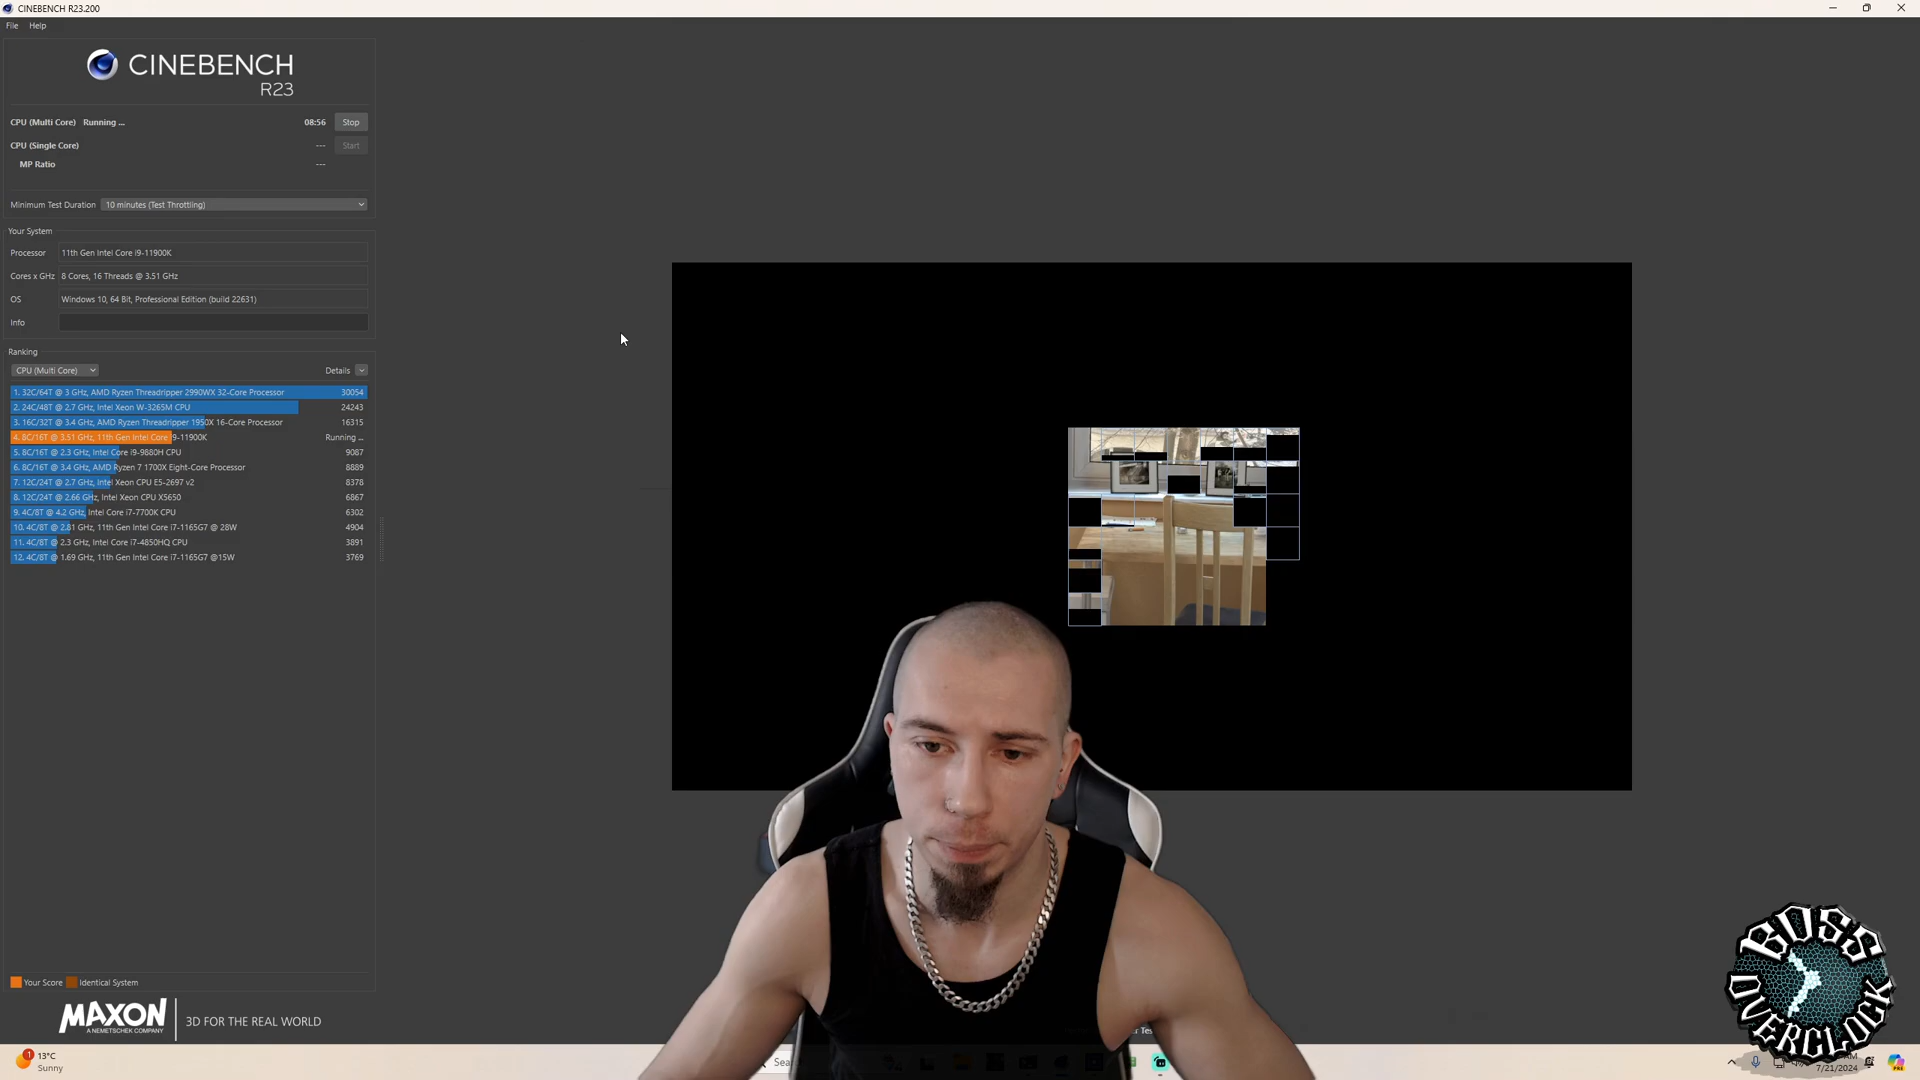 CINEBENCH R23.200
File Help
CINEBENCH
R23
CPU (Multi Core) Running ... 08:56 Stop
CPU (Single Core) --- Start
MP Ratio ---
Minimum Test Duration 10 minutes (Test Throttling)
Your System
Processor 11th Gen Intel Core i9-11900K
Cores x GHz 8 Cores, 16 Threads @ 3.51 GHz
OS Windows 10, 64 Bit, Professional Edition (build 22631)
Info
Ranking
CPU (Multi Core) Details
1. 32C/64T @ 3 GHz, AMD Ryzen Threadripper 2990WX 32-Core Processor 30054
2. 24C/48T @ 2.7 GHz, Intel Xeon W-3265M CPU 24243
3. 16C/32T @ 3.4 GHz, AMD Ryzen Threadripper 1950X 16-Core Processor 16315
4. 8C/16T @ 3.51 GHz, 11th Gen Intel Core i9-11900K Running ...
5. 8C/16T @ 2.3 GHz, Intel Core i9-9880H CPU 9087
6. 8C/16T @ 3.4 GHz, AMD Ryzen 7 1700X Eight-Core Processor 8889
7. 12C/24T @ 2.7 GHz, Intel Xeon CPU E5-2697 v2 8378
8. 12C/24T @ 2.66 GHz, Intel Xeon CPU X5650 6867
9. 4C/8T @ 4.2 GHz, Intel Core i7-7700K CPU 6302
10. 4C/8T @ 2.81 GHz, 11th Gen Intel Core i7-1165G7 @ 28W 4904
11. 4C/8T @ 2.3 GHz, Intel Core i7-4850HQ CPU 3891
12. 4C/8T @ 1.69 GHz, 11th Gen Intel Core i7-1165G7 @15W 3769
Your Score Identical System
MAXON
A NEMETSCHEK COMPANY
3D FOR THE REAL WORLD
BOSS
OVERCLOCK
1
13°C
Sunny
Sea
AM
7/21/2024
PRE